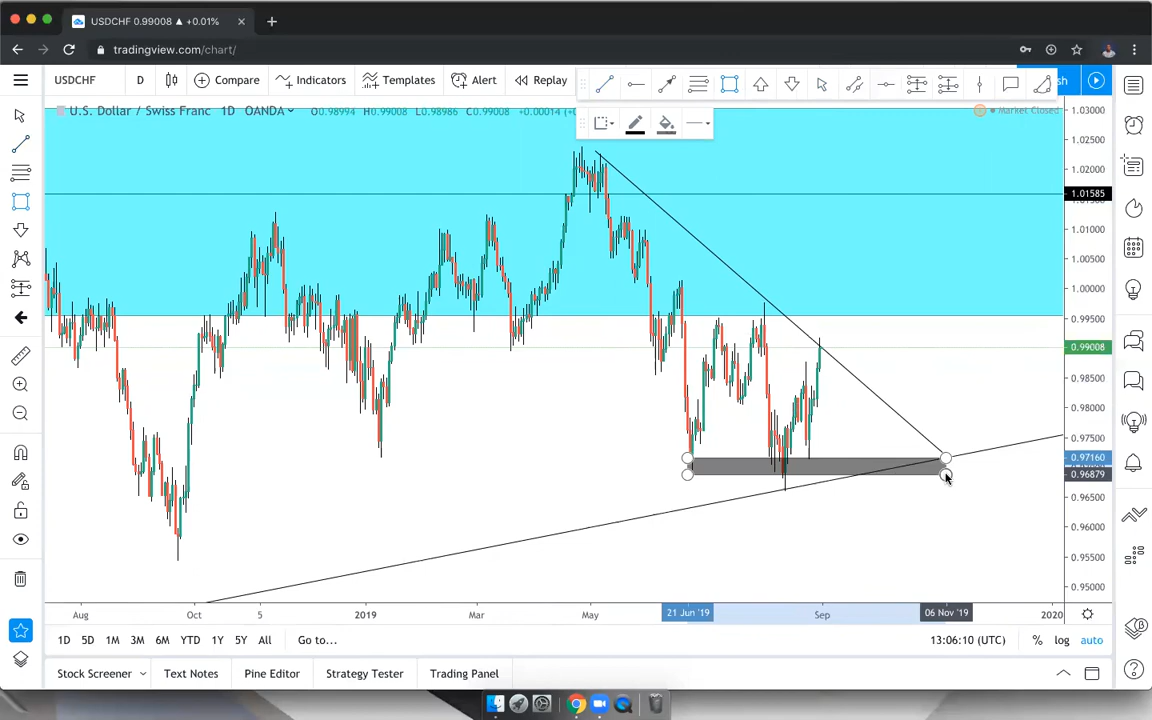 USDCHF 0.99008 ▲ +0.01%
tradingview.com/chart/
USDCHF D Compare Indicators Templates Alert Replay
U.S. Dollar / Swiss Franc 1D OANDA O0.98994 H0.99008 L0.98986 C0.99008 +0.00014
Market Closed
1.03000
1.02500
1.02000
1.01585
1.01000
1.00500
1.00000
0.99500
0.99008
0.98500
0.98000
0.97500
0.97160
0.96879
0.96500
0.96000
0.95500
0.95000
Aug Oct 5 2019 Mar May 21 Jun '19 Sep 06 Nov '19 2020
1D 5D 1M 3M 6M YTD 1Y 5Y All Go to... 13:06:10 (UTC) % log auto
Stock Screener Text Notes Pine Editor Strategy Tester Trading Panel